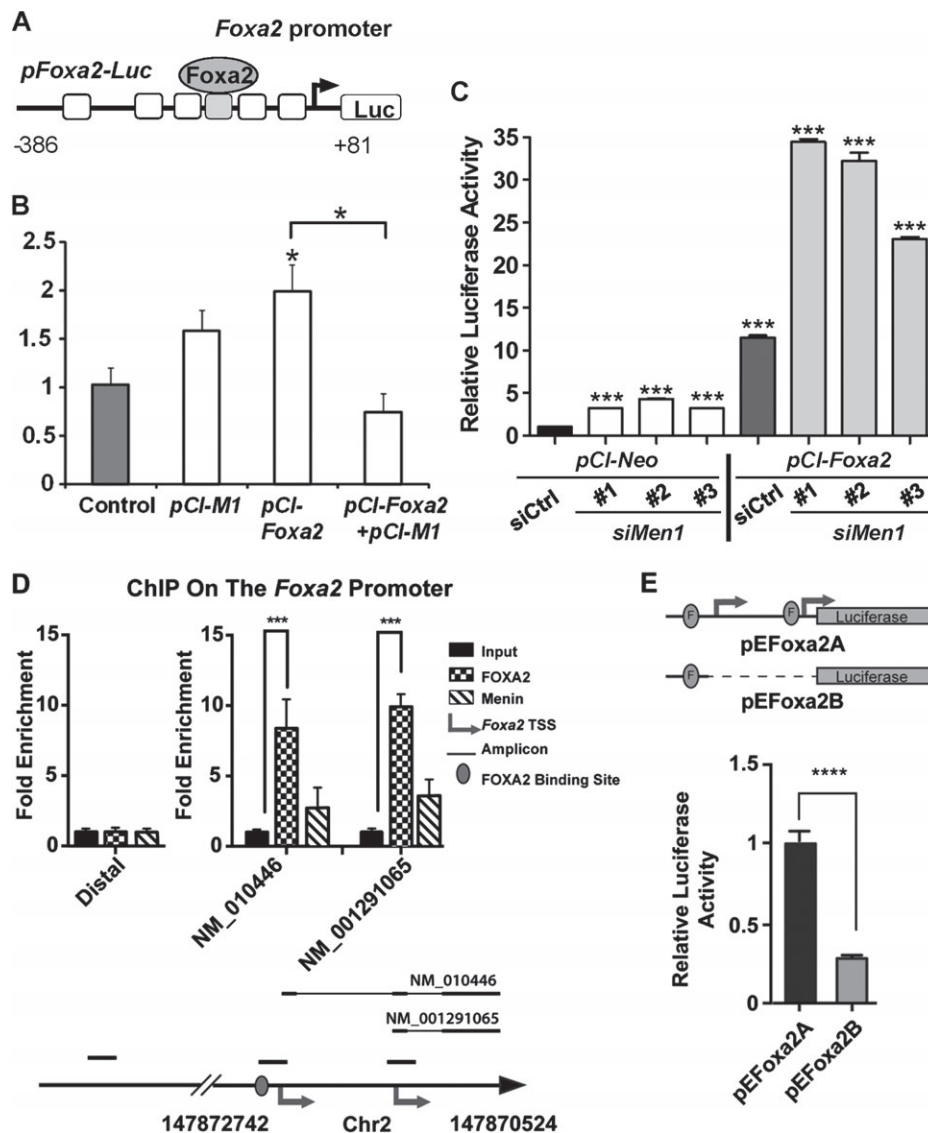 A
Foxa2 promoter
pFoxa2-Luc
Foxa2
Luc
-386
+81
B
2.5
2
1.5
1
0.5
0
*
*
Control
pCI-M1
pCI-
Foxa2
pCI-Foxa2
+pCI-M1
C
Relative Luciferase Activity
35
30
25
20
15
10
5
0
*** *** *** *** *** *** ***
pCI-Neo
pCI-Foxa2
siCtrl #1 #2 #3 siCtrl #1 #2 #3
siMen1
siMen1
D
ChIP On The Foxa2 Promoter
Fold Enrichment
15
10
5
0
Distal
Fold Enrichment
15
10
5
0
***
***
NM_010446
NM_001291065
Input
FOXA2
Menin
Foxa2 TSS
Amplicon
FOXA2 Binding Site
NM_010446
NM_001291065
147872742
Chr2
147870524
E
F
F
Luciferase
pEFoxa2A
F
Luciferase
pEFoxa2B
Relative Luciferase
Activity
1.5
1
0.5
0
****
pEFoxa2A
pEFoxa2B